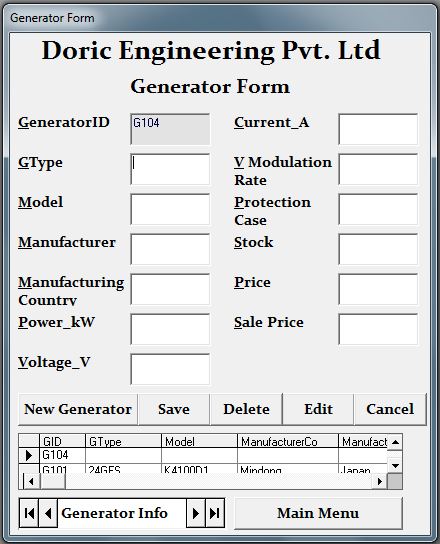 Generator Form
Doric Engineering Pvt. Ltd
Generator Form
GeneratorID G104 Current_A
GType V Modulation
Rate
Model Protection
Case
Manufacturer Stock
Manufacturing Price
Country
Power_kW Sale Price
Voltage_V
New Generator Save Delete Edit Cancel
GID GType Model ManufacturerCo Manufact
G104
G101 24GFS K4100D1 Mindong Japan
Generator Info Main Menu